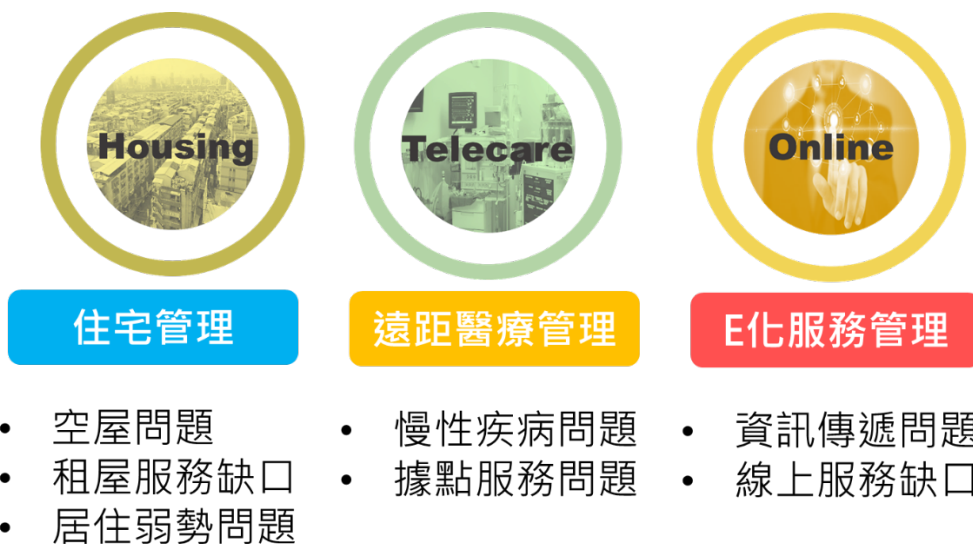 Housing
Telecare
Online
住宅管理
遠距醫療管理
E化服務管理
• 空屋問題
• 租屋服務缺口
• 居住弱勢問題
• 慢性疾病問題
• 據點服務問題
• 資訊傳遞問題
• 線上服務缺口